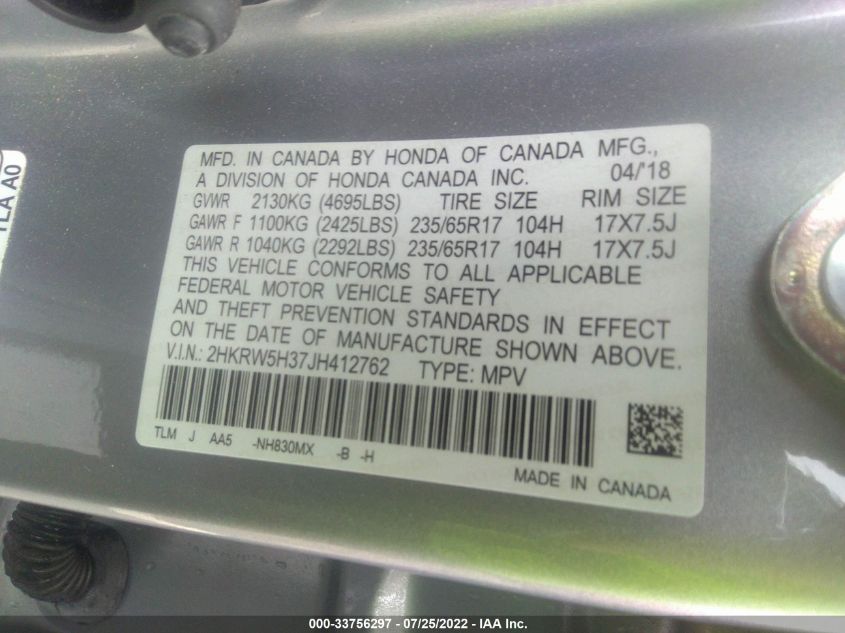 MFD. IN CANADA BY HONDA OF CANADA MFG.,
A DIVISION OF HONDA CANADA INC. 04/'18
GVWR 2130KG (4695LBS) TIRE SIZE RIM SIZE
GAWR F 1100KG (2425LBS) 235/65R17 104H 17X7.5J
GAWR R 1040KG (2292LBS) 235/65R17 104H 17X7.5J
THIS VEHICLE CONFORMS TO ALL APPLICABLE
FEDERAL MOTOR VEHICLE SAFETY
AND THEFT PREVENTION STANDARDS IN EFFECT
ON THE DATE OF MANUFACTURE SHOWN ABOVE.
V.I.N.: 2HKRW5H37JH412762 TYPE: MPV
TLM J AA5 -NH830MX -B -H
MADE IN CANADA
TLA A0
000-33756297 - 07/25/2022 - IAA Inc.